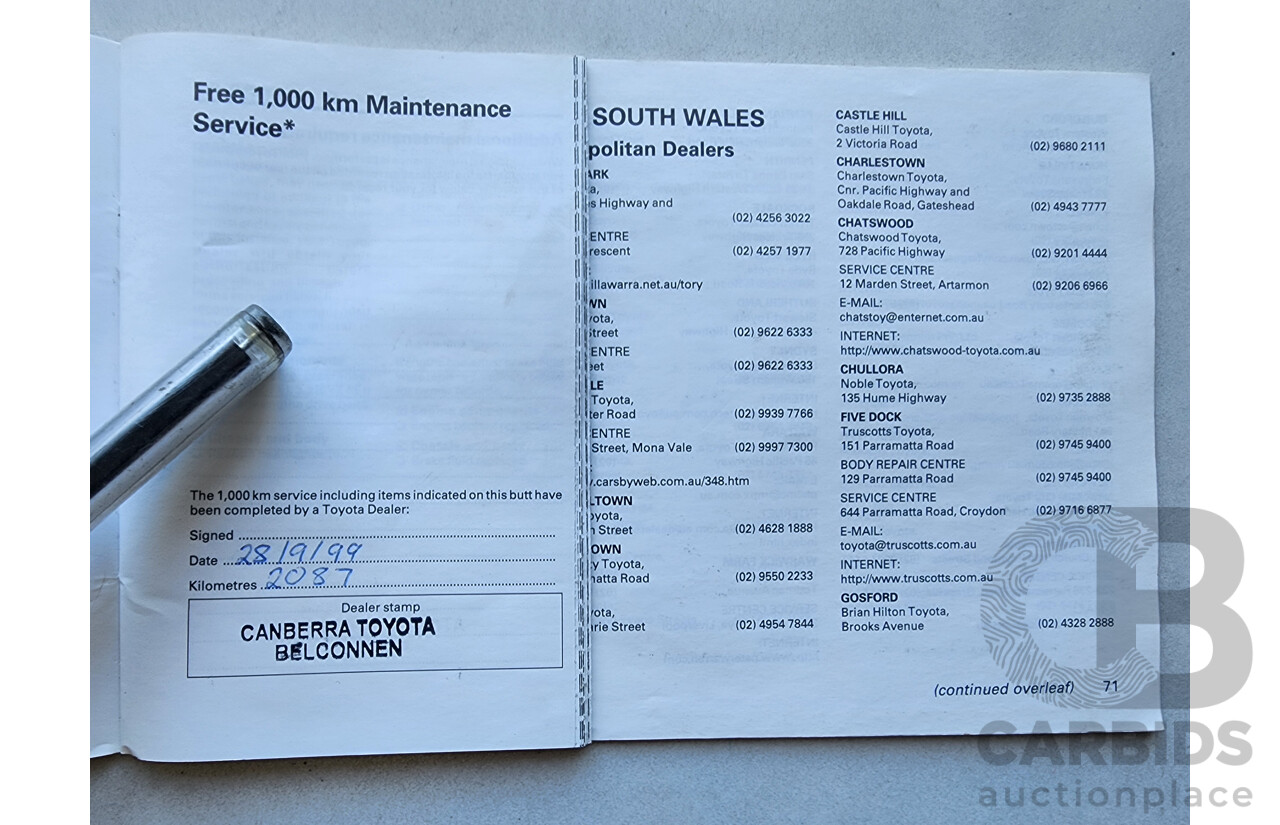 Free 1,000 km Maintenance
Service*
The 1,000 km service including items indicated on this butt have
been completed by a Toyota Dealer:
Signed
Date 28/9/99
Kilometres 2087
Dealer stamp
CANBERRA TOYOTA
BELCONNEN
SOUTH WALES
politan Dealers
ARK
a,
s Highway and
(02) 4256 3022
ENTRE
rescent (02) 4257 1977
:
illawarra.net.au/tory
WN
yota,
Street (02) 9622 6333
ENTRE
eet (02) 9622 6333
LE
Toyota,
ter Road (02) 9939 7766
ENTRE
Street, Mona Vale (02) 9997 7300
:
v.carsbyweb.com.au/348.htm
LTOWN
oyota,
n Street (02) 4628 1888
OWN
y Toyota,
matta Road (02) 9550 2233
yota,
rie Street (02) 4954 7844
CASTLE HILL
Castle Hill Toyota,
2 Victoria Road (02) 9680 2111
CHARLESTOWN
Charlestown Toyota,
Cnr. Pacific Highway and
Oakdale Road, Gateshead (02) 4943 7777
CHATSWOOD
Chatswood Toyota,
728 Pacific Highway (02) 9201 4444
SERVICE CENTRE
12 Marden Street, Artarmon (02) 9206 6966
E-MAIL:
chatstoy@enternet.com.au
INTERNET:
http://www.chatswood-toyota.com.au
CHULLORA
Noble Toyota,
135 Hume Highway (02) 9735 2888
FIVE DOCK
Truscotts Toyota,
151 Parramatta Road (02) 9745 9400
BODY REPAIR CENTRE
129 Parramatta Road (02) 9745 9400
SERVICE CENTRE
644 Parramatta Road, Croydon (02) 9716 6877
E-MAIL:
toyota@truscotts.com.au
INTERNET:
http://www.truscotts.com.au
GOSFORD
Brian Hilton Toyota,
Brooks Avenue (02) 4328 2888
(continued overleaf) 71
CB
CARBIDS
auctionplace